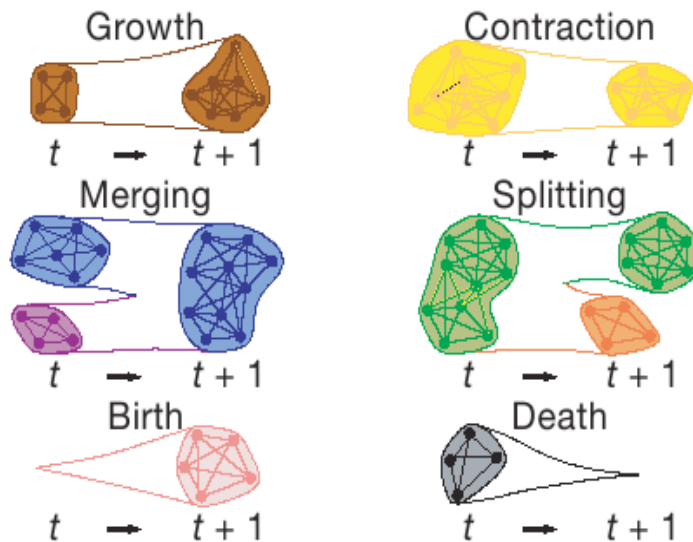 Growth Contraction
t → t + 1 t → t + 1
Merging Splitting
t → t + 1 t → t + 1
Birth Death
t → t + 1 t → t + 1